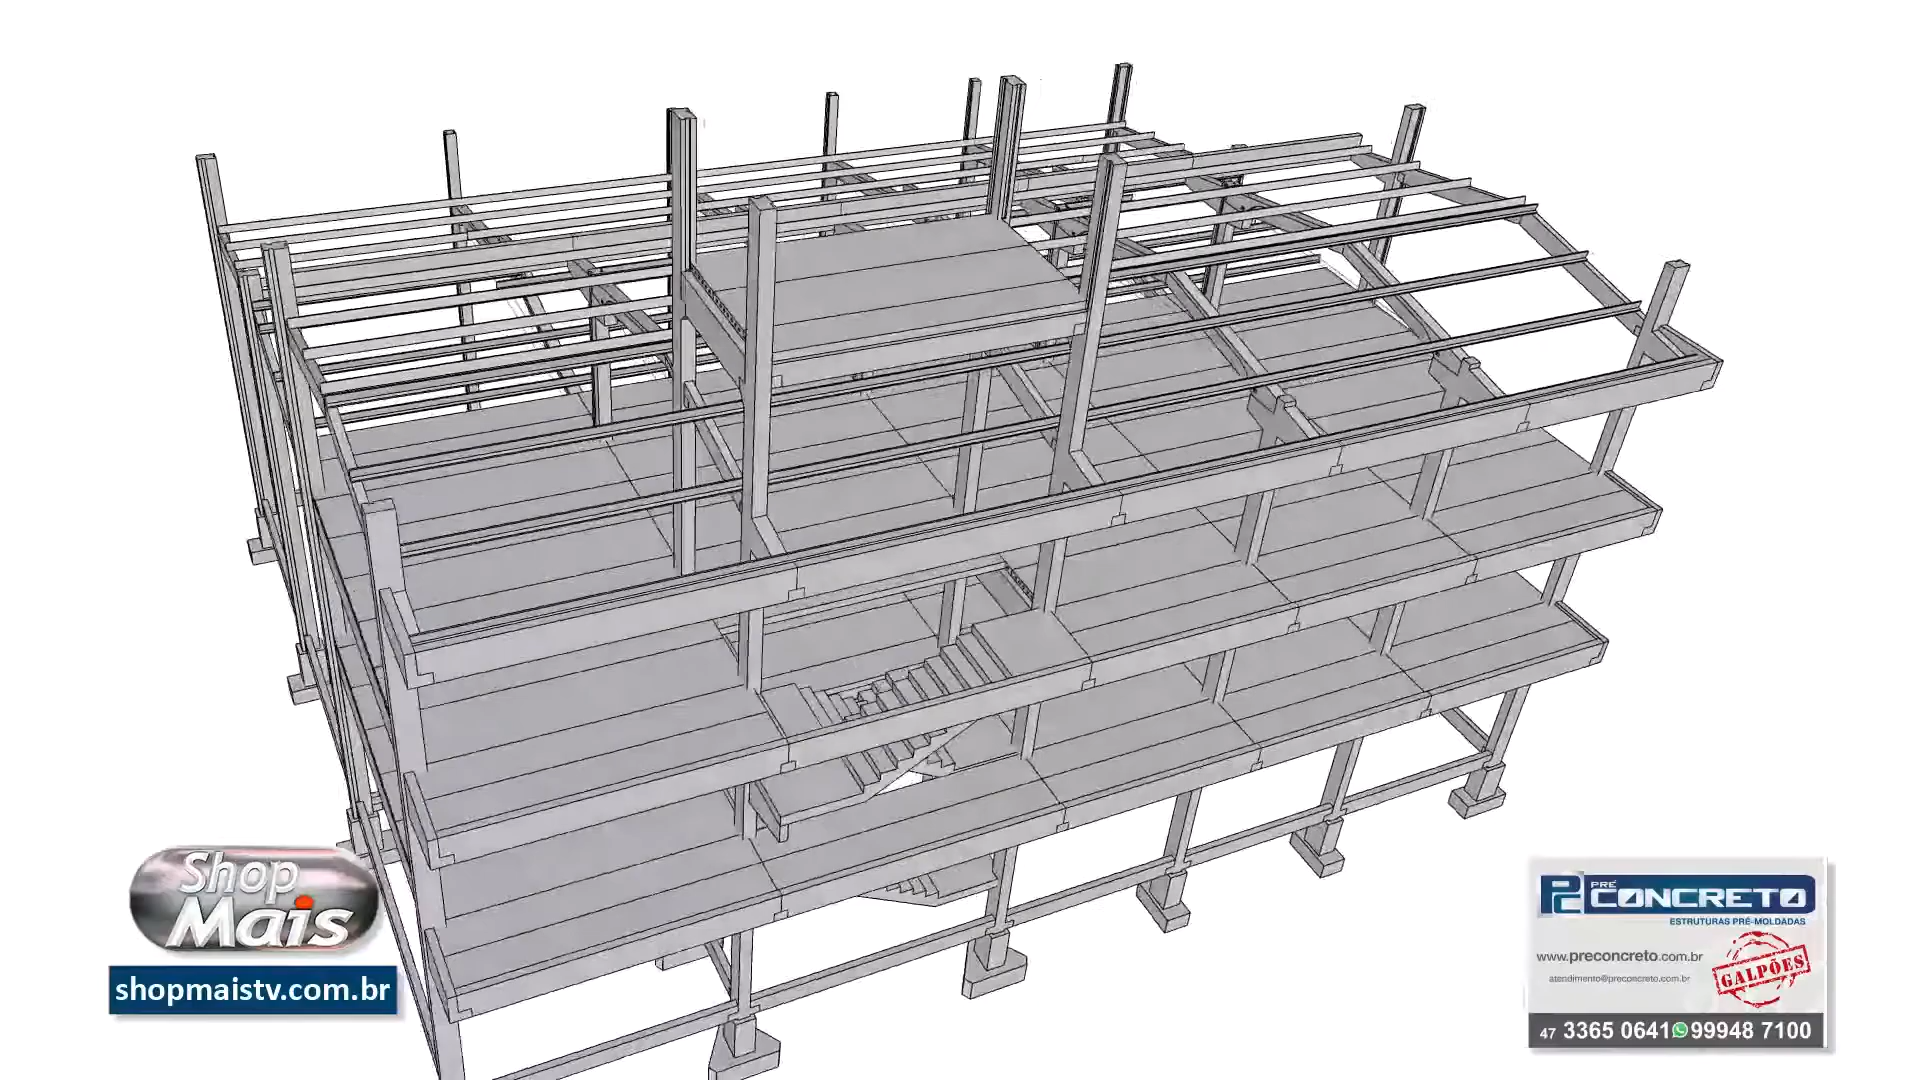 Shop
Mais
shopmaistv.com.br
PC PRÉ CONCRETO
ESTRUTURAS PRÉ-MOLDADAS
www.preconcreto.com.br
atendimento@preconcreto.com.br
GALPÕES
47 3365 0641 99948 7100